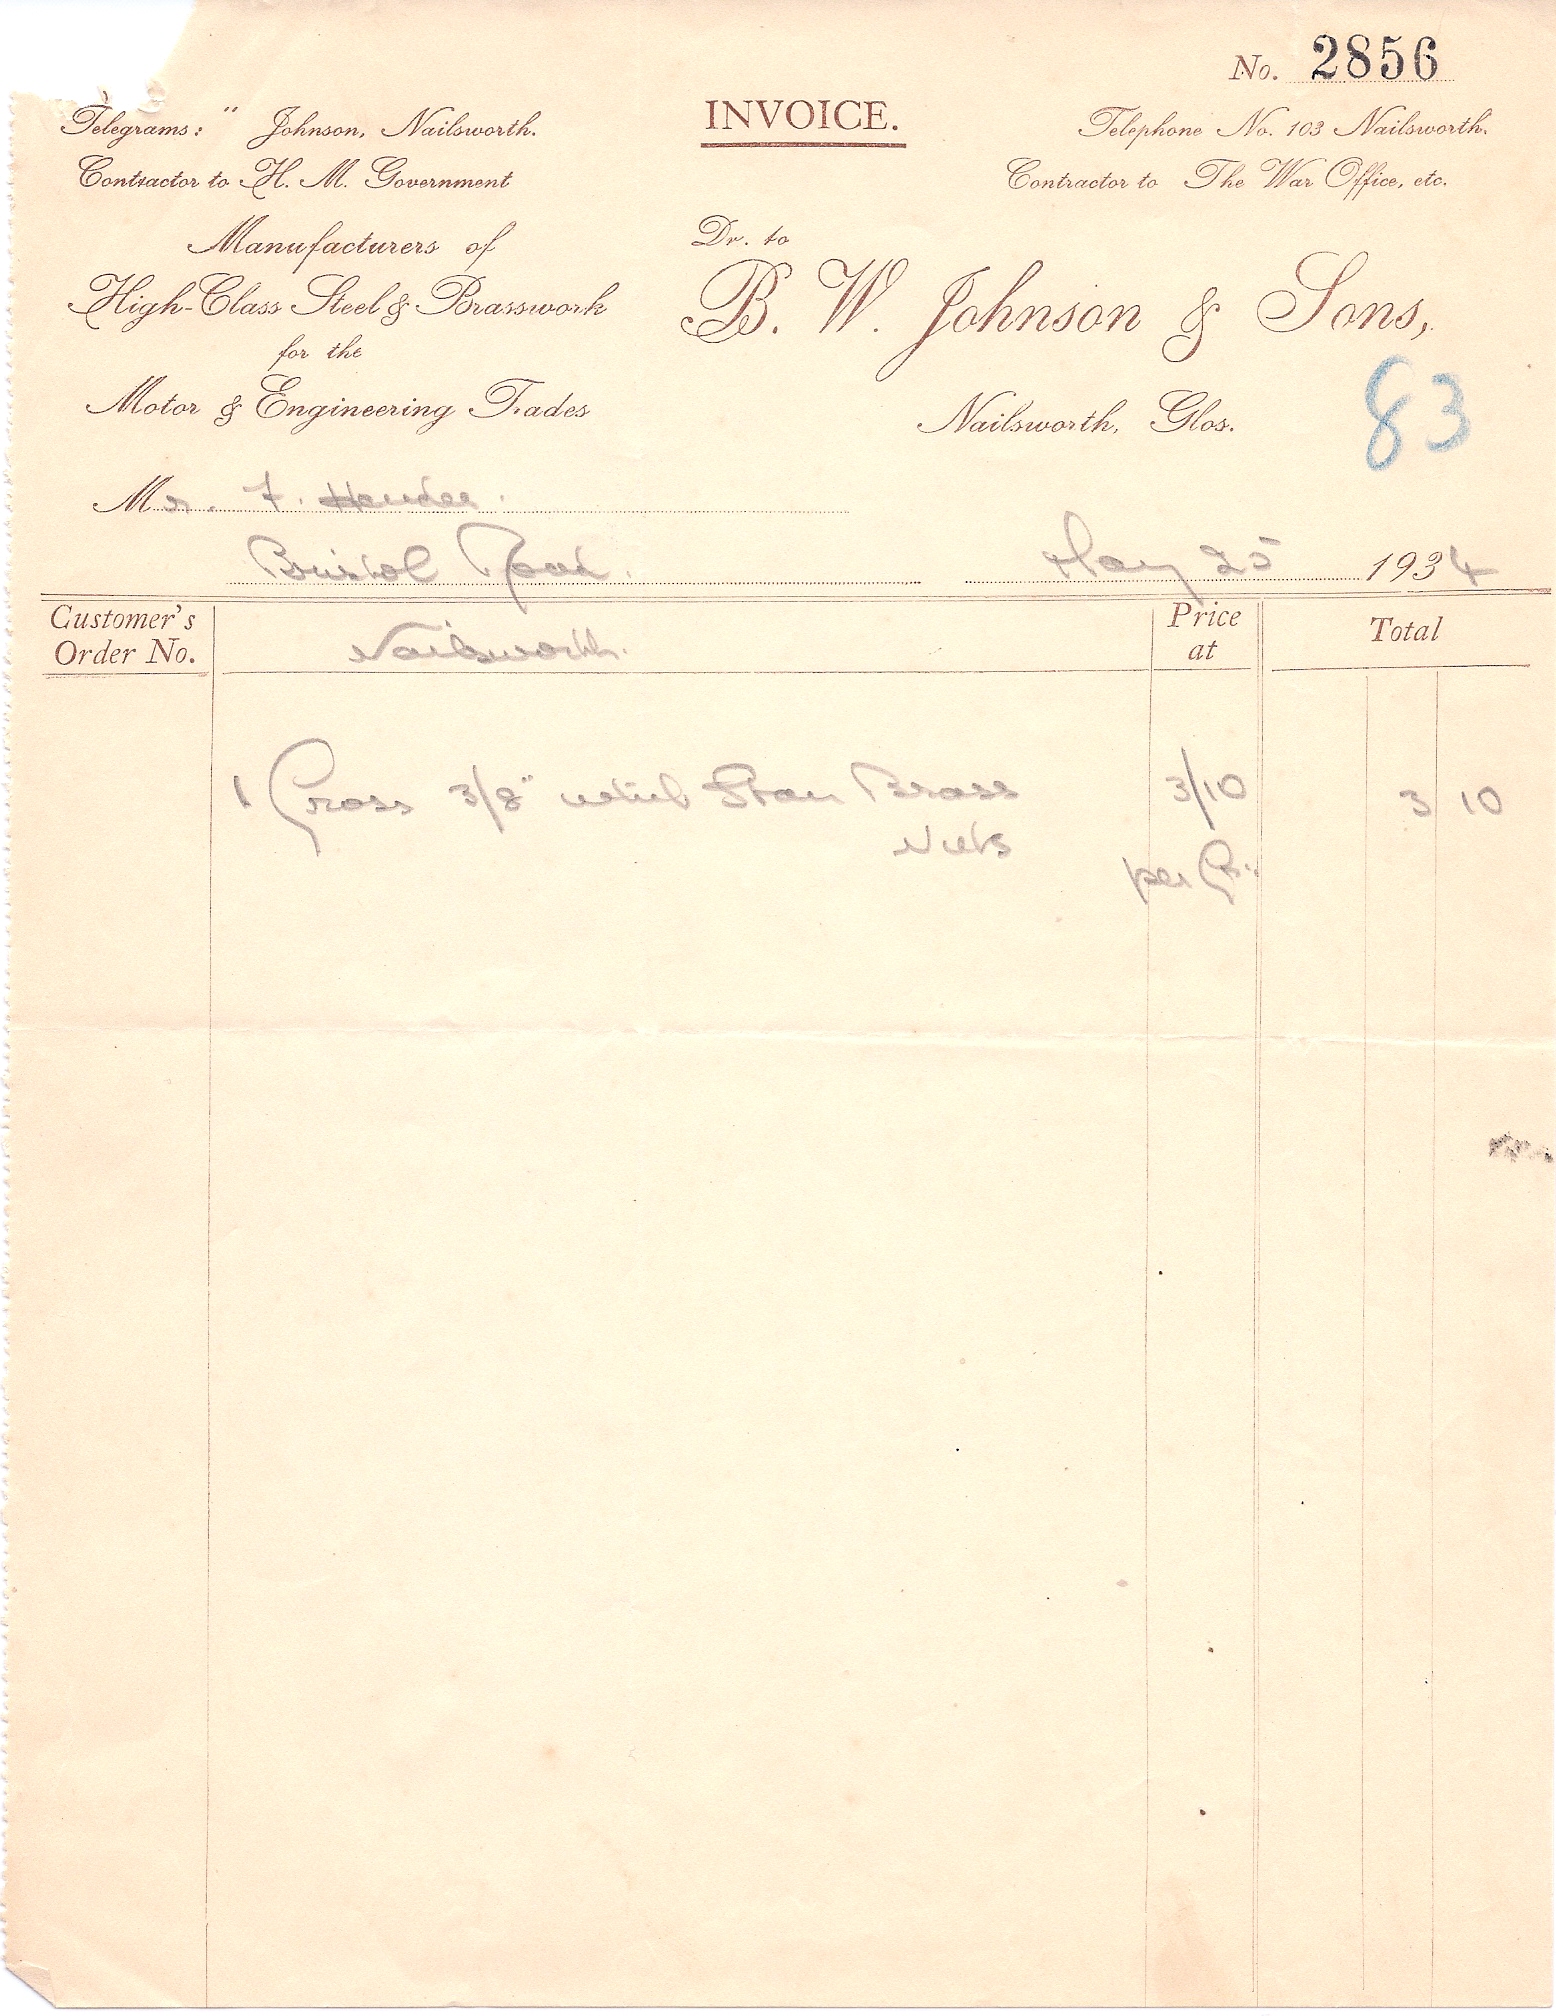 No. 2856
INVOICE.
Telegrams: " Johnson, Nailsworth.
Telephone No. 103 Nailsworth.
Contractor to H. M. Government
Contractor to The War Office, etc.
Manufacturers of
High-Class Steel & Brasswork
for the
Motor & Engineering Trades
Dr. to
B. W. Johnson & Sons,
Nailsworth, Glos.
83
Mr. F.
Bristol Road.
May 25 1934
Nailsworth.
Customer's
Order No.
Price
at
Total
1 Gross 3/8" Brass 3/10 3 10
Nuts per Gr.